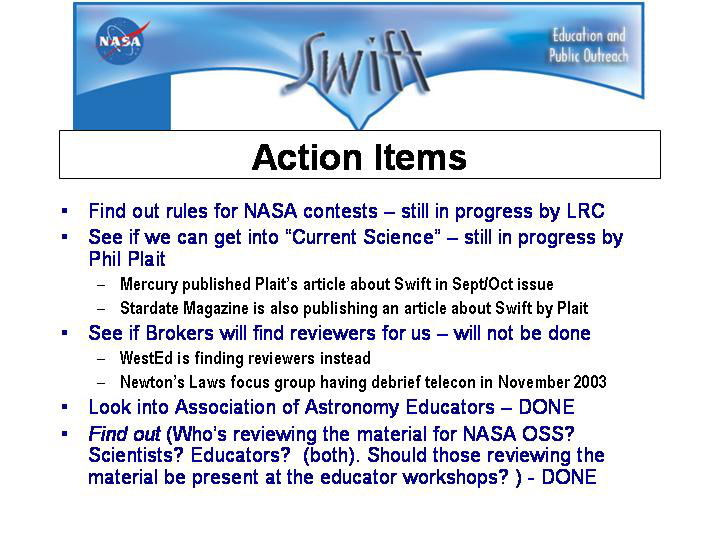 NASA
Swift
Education and
Public Outreach
Action Items
▪ Find out rules for NASA contests – still in progress by LRC
▪ See if we can get into "Current Science" – still in progress by
Phil Plait
– Mercury published Plait's article about Swift in Sept/Oct issue
– Stardate Magazine is also publishing an article about Swift by Plait
▪ See if Brokers will find reviewers for us – will not be done
– WestEd is finding reviewers instead
– Newton's Laws focus group having debrief telecon in November 2003
▪ Look into Association of Astronomy Educators – DONE
▪ Find out (Who's reviewing the material for NASA OSS?
Scientists? Educators?  (both). Should those reviewing the
material be present at the educator workshops? ) - DONE